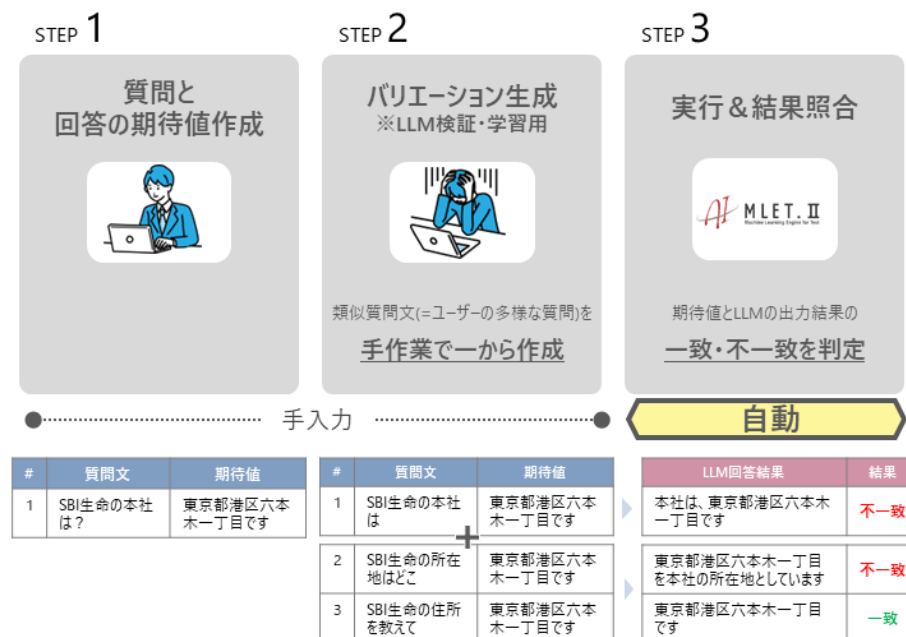 STEP 1
STEP 2
STEP 3
質問と
回答の期待値作成
バリエーション生成
※LLM検証・学習用
類似質問文(=ユーザーの多様な質問)を
手作業で一から作成
実行＆結果照合
AI MLET.Ⅱ
Machine Learning Engine for Test
期待値とLLMの出力結果の
一致・不一致を判定
手入力
自動
# 質問文 期待値
1 SBI生命の本社 東京都港区六本
は？ 木一丁目です
# 質問文 期待値
1 SBI生命の本社 東京都港区六本
は 木一丁目です
+
2 SBI生命の所在 東京都港区六本
地はどこ 木一丁目です
3 SBI生命の住所 東京都港区六本
を教えて 木一丁目です
LLM回答結果 結果
本社は、東京都港区六本木 不一致
一丁目です
東京都港区六本木一丁目 不一致
を本社の所在地としています
東京都港区六本木一丁目 一致
です